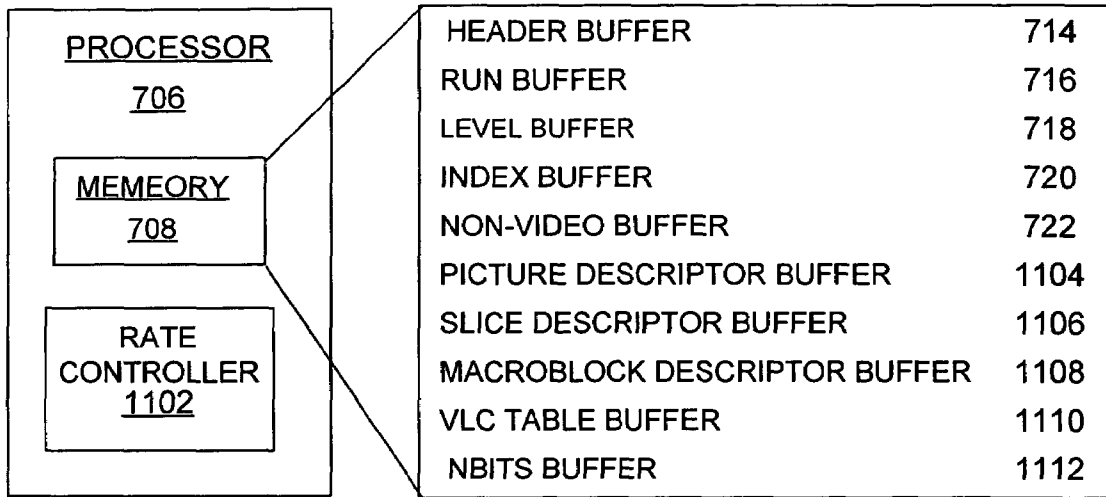 PROCESSOR
706
MEMEORY
708
RATE
CONTROLLER
1102
HEADER BUFFER 714
RUN BUFFER 716
LEVEL BUFFER 718
INDEX BUFFER 720
NON-VIDEO BUFFER 722
PICTURE DESCRIPTOR BUFFER 1104
SLICE DESCRIPTOR BUFFER 1106
MACROBLOCK DESCRIPTOR BUFFER 1108
VLC TABLE BUFFER 1110
NBITS BUFFER 1112